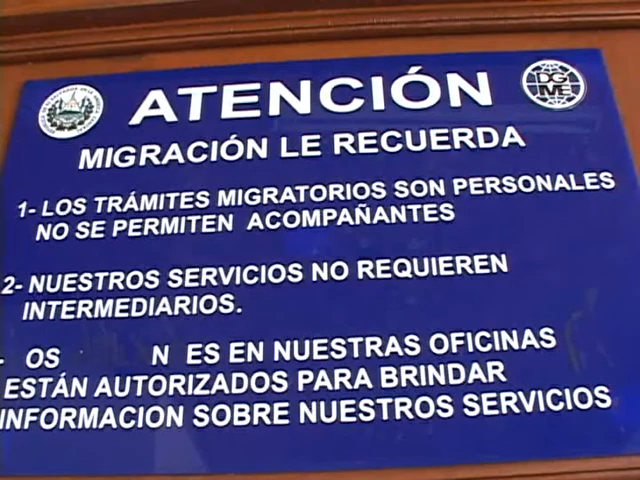 ATENCIÓN
DGME
MIGRACIÓN LE RECUERDA
1- LOS TRÁMITES MIGRATORIOS SON PERSONALES
NO SE PERMITEN ACOMPAÑANTES
2- NUESTROS SERVICIOS NO REQUIEREN
INTERMEDIARIOS.
- OS N ES EN NUESTRAS OFICINAS
ESTÁN AUTORIZADOS PARA BRINDAR
INFORMACION SOBRE NUESTROS SERVICIOS